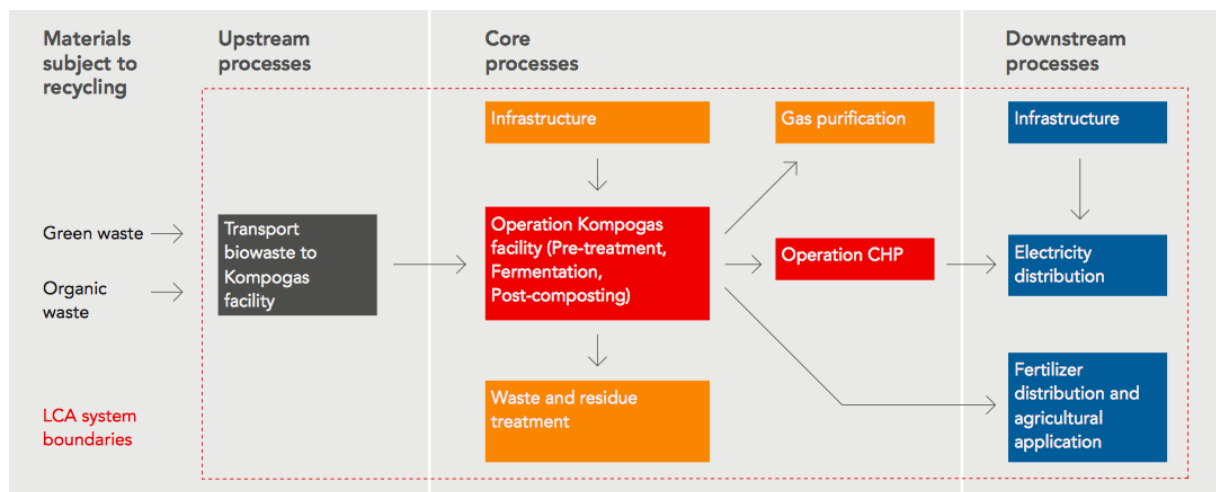 Materials
subject to
recycling
Upstream
processes
Core
processes
Downstream
processes
Infrastructure
Gas purification
Infrastructure
Green waste
Organic
waste
Transport
biowaste to
Kompogas
facility
Operation Kompogas
facility (Pre-treatment,
Fermentation,
Post-composting)
Operation CHP
Electricity
distribution
Waste and residue
treatment
Fertilizer
distribution and
agricultural
application
LCA system
boundaries